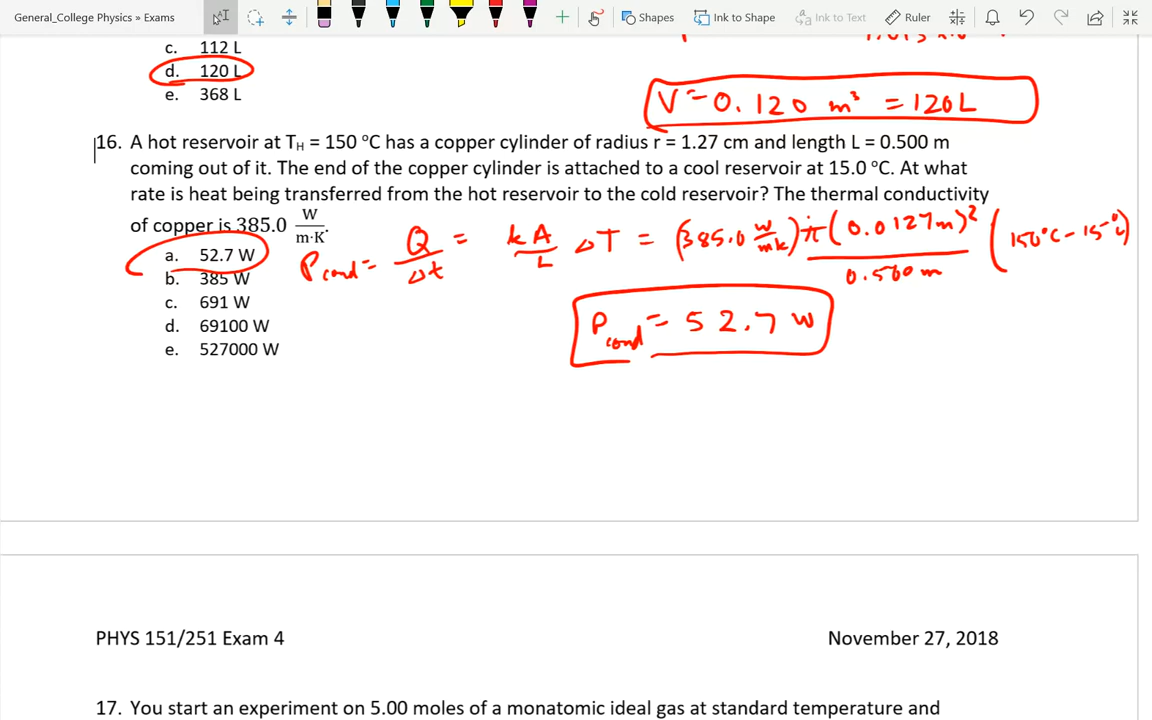 General_College Physics » Exams
Shapes Ink to Shape Ink to Text Ruler
c. 112 L
d. 120 L
e. 368 L
V = 0.120 m³ = 120L
16. A hot reservoir at T_H = 150 °C has a copper cylinder of radius r = 1.27 cm and length L = 0.500 m
coming out of it. The end of the copper cylinder is attached to a cool reservoir at 15.0 °C. At what
rate is heat being transferred from the hot reservoir to the cold reservoir? The thermal conductivity
of copper is 385.0 W/m·K.
P_cond = Q/Δt = kA/L ΔT = (385.0 W/mK) π(0.0127m)²/0.500m (150°C - 15°C)
a. 52.7 W
b. 385 W
c. 691 W
d. 69100 W
e. 527000 W
P_cond = 52.7 W
PHYS 151/251 Exam 4
November 27, 2018
17. You start an experiment on 5.00 moles of a monatomic ideal gas at standard temperature and